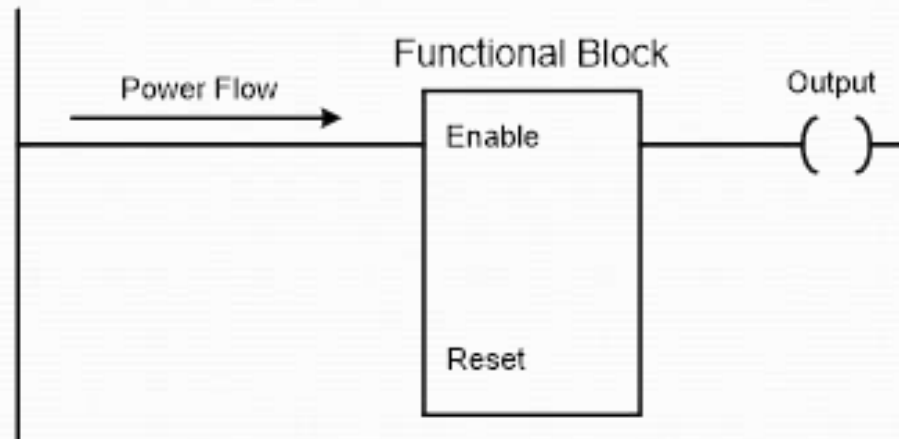 Functional Block
Power Flow
Output
Enable
Reset